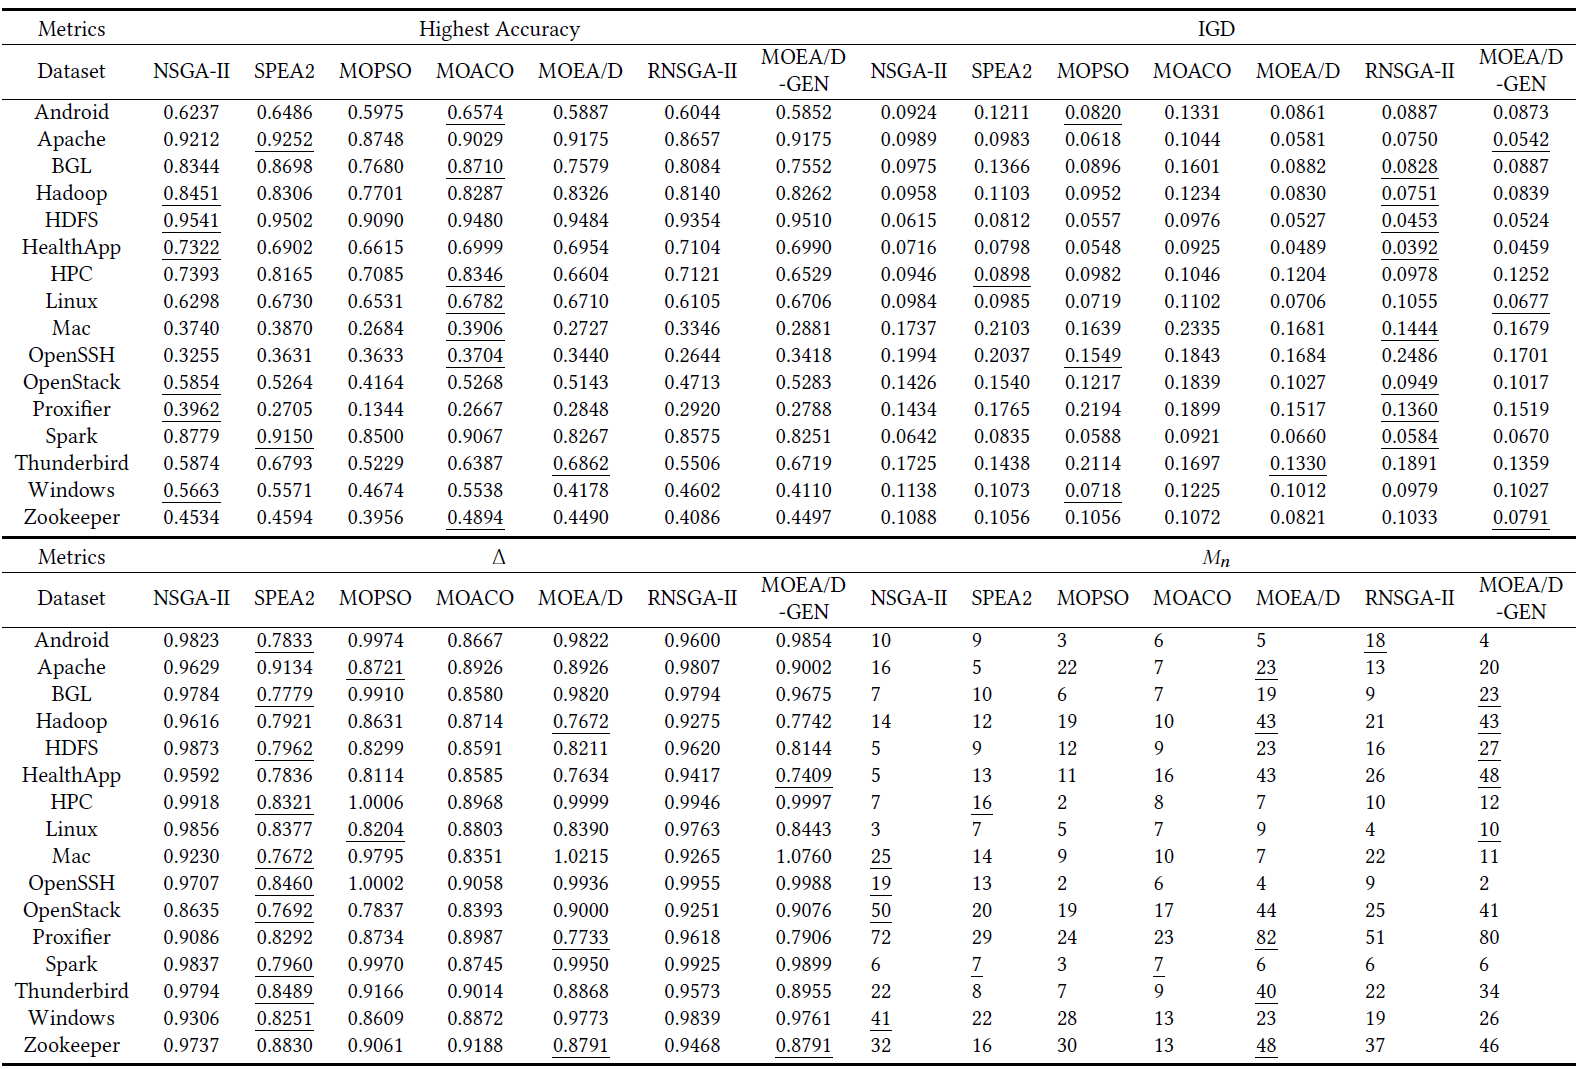 Metrics Highest Accuracy IGD
Dataset NSGA-II SPEA2 MOPSO MOACO MOEA/D RNSGA-II MOEA/D -GEN NSGA-II SPEA2 MOPSO MOACO MOEA/D RNSGA-II MOEA/D -GEN
Android 0.6237 0.6486 0.5975 0.6574 0.5887 0.6044 0.5852 0.0924 0.1211 0.0820 0.1331 0.0861 0.0887 0.0873
Apache 0.9212 0.9252 0.8748 0.9029 0.9175 0.8657 0.9175 0.0989 0.0983 0.0618 0.1044 0.0581 0.0750 0.0542
BGL 0.8344 0.8698 0.7680 0.8710 0.7579 0.8084 0.7552 0.0975 0.1366 0.0896 0.1601 0.0882 0.0828 0.0887
Hadoop 0.8451 0.8306 0.7701 0.8287 0.8326 0.8140 0.8262 0.0958 0.1103 0.0952 0.1234 0.0830 0.0751 0.0839
HDFS 0.9541 0.9502 0.9090 0.9480 0.9484 0.9354 0.9510 0.0615 0.0812 0.0557 0.0976 0.0527 0.0453 0.0524
HealthApp 0.7322 0.6902 0.6615 0.6999 0.6954 0.7104 0.6990 0.0716 0.0798 0.0548 0.0925 0.0489 0.0392 0.0459
HPC 0.7393 0.8165 0.7085 0.8346 0.6604 0.7121 0.6529 0.0946 0.0898 0.0982 0.1046 0.1204 0.0978 0.1252
Linux 0.6298 0.6730 0.6531 0.6782 0.6710 0.6105 0.6706 0.0984 0.0985 0.0719 0.1102 0.0706 0.1055 0.0677
Mac 0.3740 0.3870 0.2684 0.3906 0.2727 0.3346 0.2881 0.1737 0.2103 0.1639 0.2335 0.1681 0.1444 0.1679
OpenSSH 0.3255 0.3631 0.3633 0.3704 0.3440 0.2644 0.3418 0.1994 0.2037 0.1549 0.1843 0.1684 0.2486 0.1701
OpenStack 0.5854 0.5264 0.4164 0.5268 0.5143 0.4713 0.5283 0.1426 0.1540 0.1217 0.1839 0.1027 0.0949 0.1017
Proxifier 0.3962 0.2705 0.1344 0.2667 0.2848 0.2920 0.2788 0.1434 0.1765 0.2194 0.1899 0.1517 0.1360 0.1519
Spark 0.8779 0.9150 0.8500 0.9067 0.8267 0.8575 0.8251 0.0642 0.0835 0.0588 0.0921 0.0660 0.0584 0.0670
Thunderbird 0.5874 0.6793 0.5229 0.6387 0.6862 0.5506 0.6719 0.1725 0.1438 0.2114 0.1697 0.1330 0.1891 0.1359
Windows 0.5663 0.5571 0.4674 0.5538 0.4178 0.4602 0.4110 0.1138 0.1073 0.0718 0.1225 0.1012 0.0979 0.1027
Zookeeper 0.4534 0.4594 0.3956 0.4894 0.4490 0.4086 0.4497 0.1088 0.1056 0.1056 0.1072 0.0821 0.1033 0.0791
Metrics Δ Mn
Dataset NSGA-II SPEA2 MOPSO MOACO MOEA/D RNSGA-II MOEA/D -GEN NSGA-II SPEA2 MOPSO MOACO MOEA/D RNSGA-II MOEA/D -GEN
Android 0.9823 0.7833 0.9974 0.8667 0.9822 0.9600 0.9854 10 9 3 6 5 18 4
Apache 0.9629 0.9134 0.8721 0.8926 0.8926 0.9807 0.9002 16 5 22 7 23 13 20
BGL 0.9784 0.7779 0.9910 0.8580 0.9820 0.9794 0.9675 7 10 6 7 19 9 23
Hadoop 0.9616 0.7921 0.8631 0.8714 0.7672 0.9275 0.7742 14 12 19 10 43 21 43
HDFS 0.9873 0.7962 0.8299 0.8591 0.8211 0.9620 0.8144 5 9 12 9 23 16 27
HealthApp 0.9592 0.7836 0.8114 0.8585 0.7634 0.9417 0.7409 5 13 11 16 43 26 48
HPC 0.9918 0.8321 1.0006 0.8968 0.9999 0.9946 0.9997 7 16 2 8 7 10 12
Linux 0.9856 0.8377 0.8204 0.8803 0.8390 0.9763 0.8443 3 7 5 7 9 4 10
Mac 0.9230 0.7672 0.9795 0.8351 1.0215 0.9265 1.0760 25 14 9 10 7 22 11
OpenSSH 0.9707 0.8460 1.0002 0.9058 0.9936 0.9955 0.9988 19 13 2 6 4 9 2
OpenStack 0.8635 0.7692 0.7837 0.8393 0.9000 0.9251 0.9076 50 20 19 17 44 25 41
Proxifier 0.9086 0.8292 0.8734 0.8987 0.7733 0.9618 0.7906 72 29 24 23 82 51 80
Spark 0.9837 0.7960 0.9970 0.8745 0.9950 0.9925 0.9899 6 7 3 7 6 6 6
Thunderbird 0.9794 0.8489 0.9166 0.9014 0.8868 0.9573 0.8955 22 8 7 9 40 22 34
Windows 0.9306 0.8251 0.8609 0.8872 0.9773 0.9839 0.9761 41 22 28 13 23 19 26
Zookeeper 0.9737 0.8830 0.9061 0.9188 0.8791 0.9468 0.8791 32 16 30 13 48 37 46